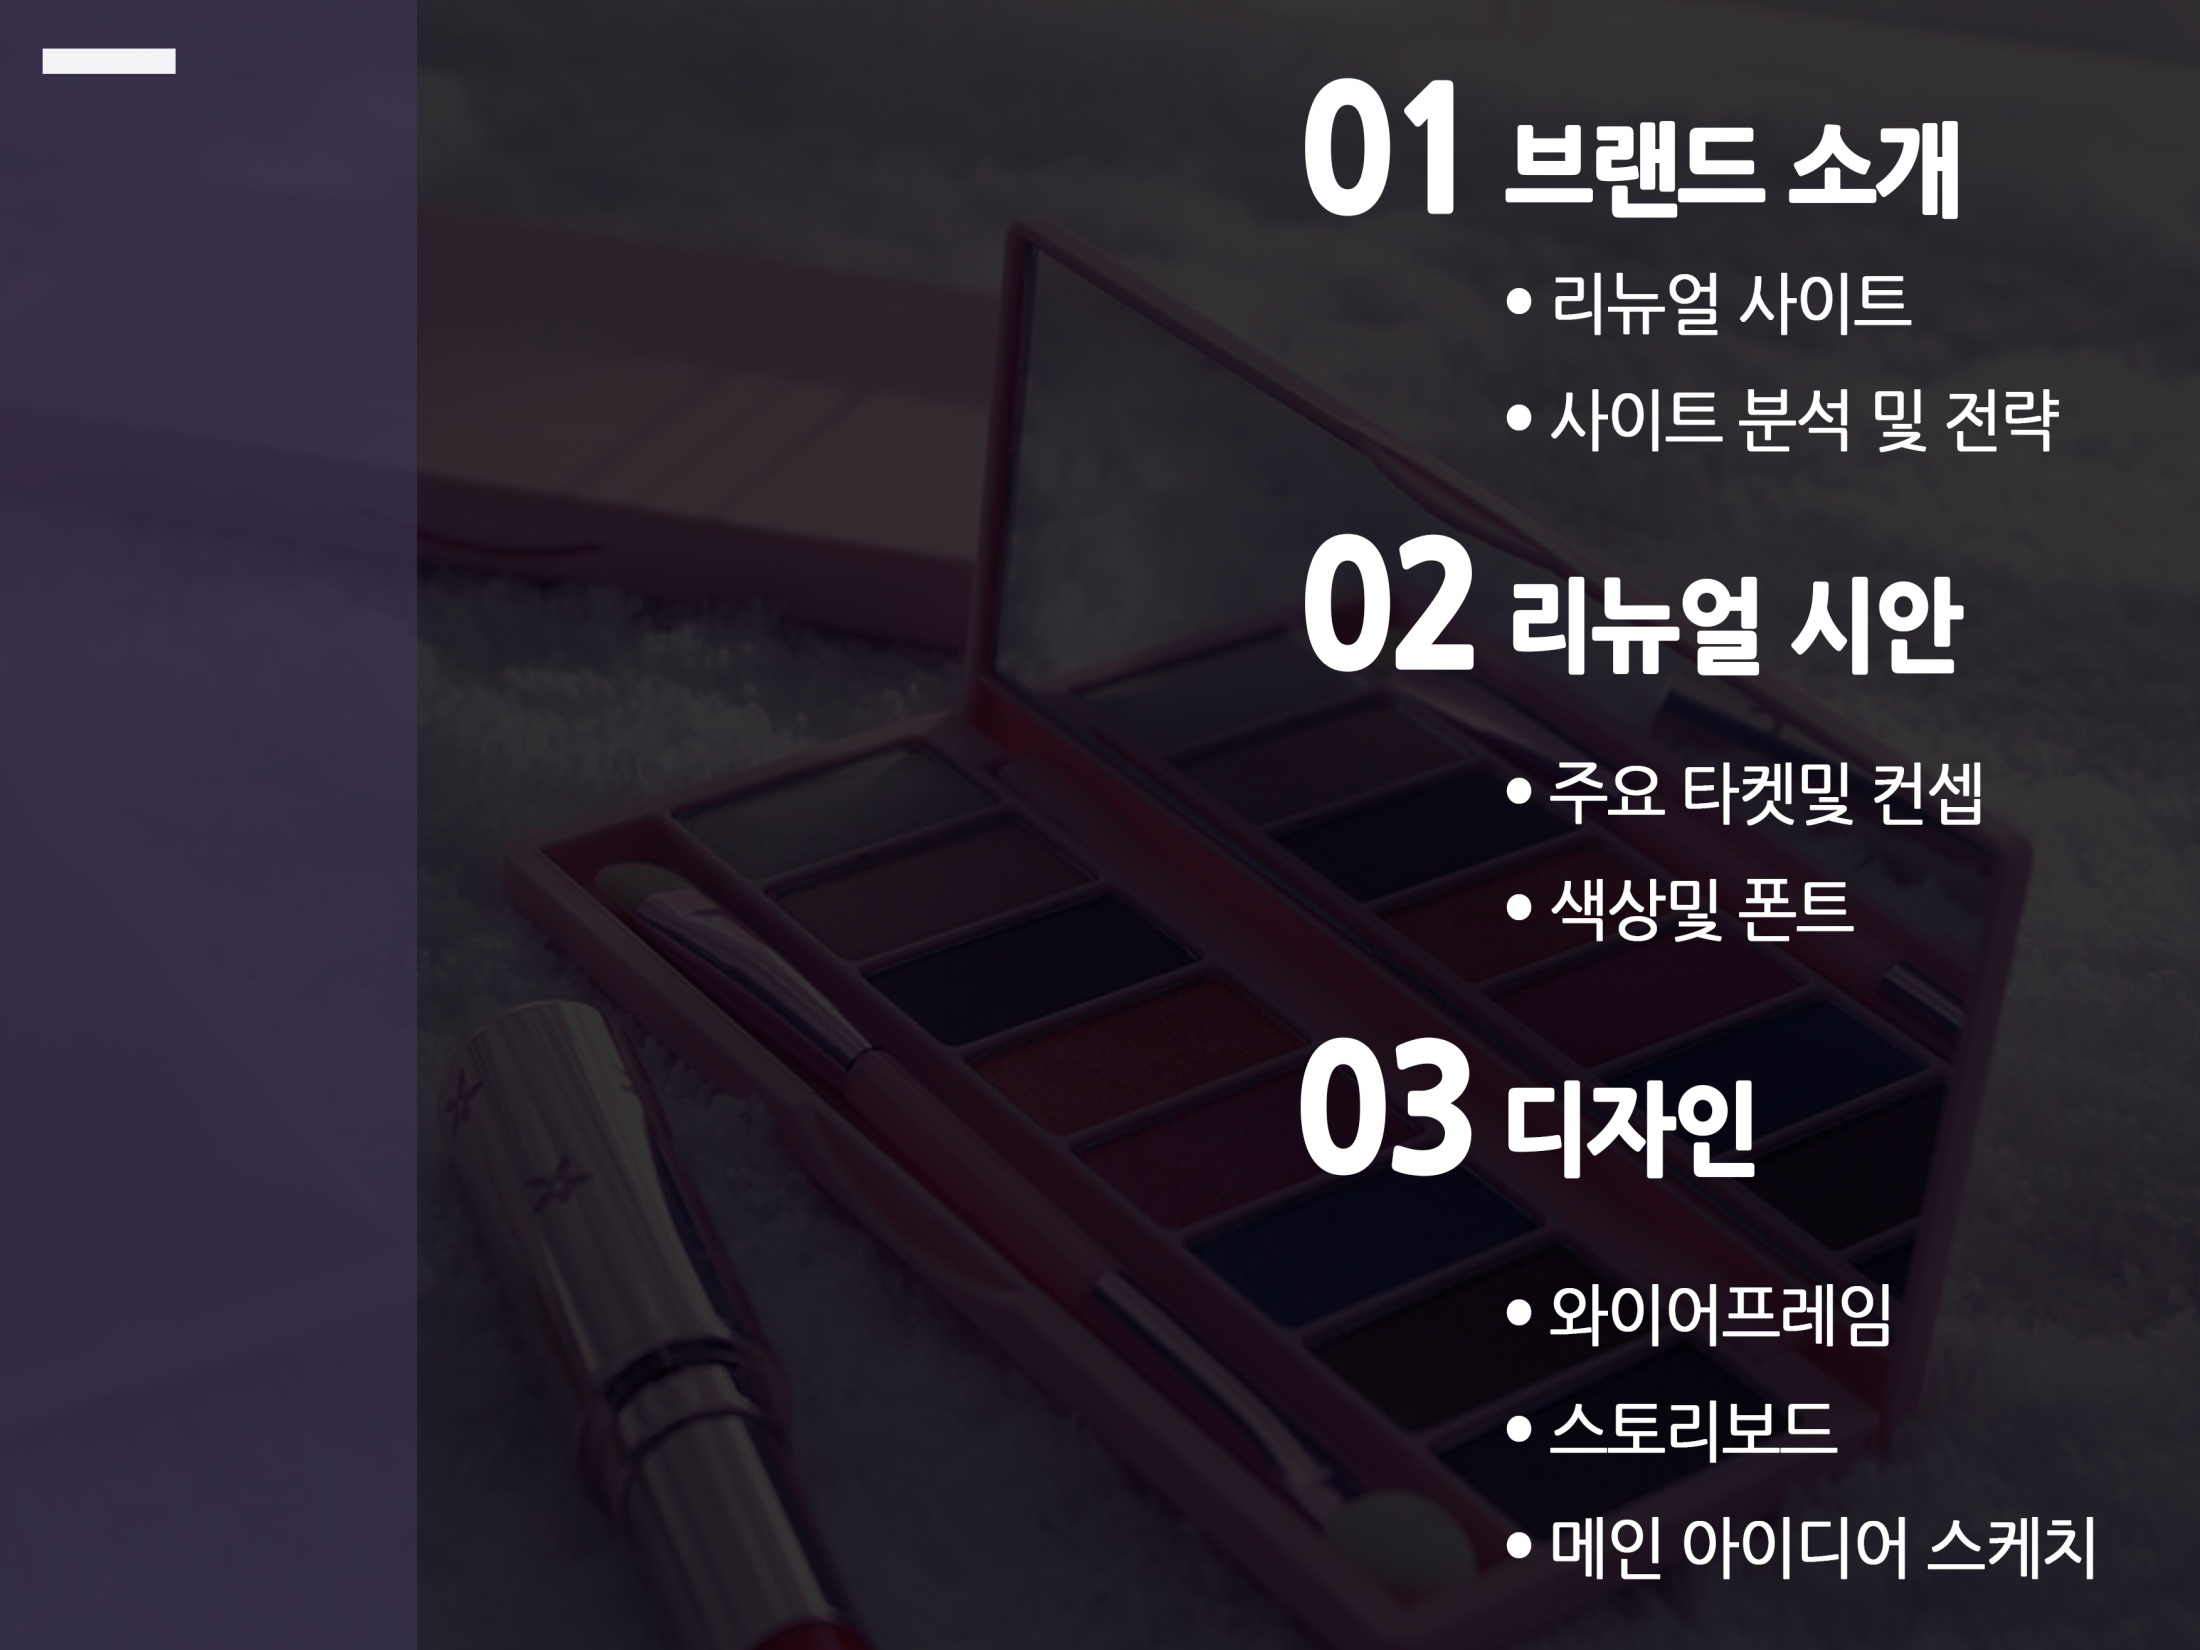 01 브랜드 소개
• 리뉴얼 사이트
• 사이트 분석 및 전략
02 리뉴얼 시안
• 주요 타켓및 컨셉
• 색상및 폰트
03 디자인
• 와이어프레임
• 스토리보드
• 메인 아이디어 스케치